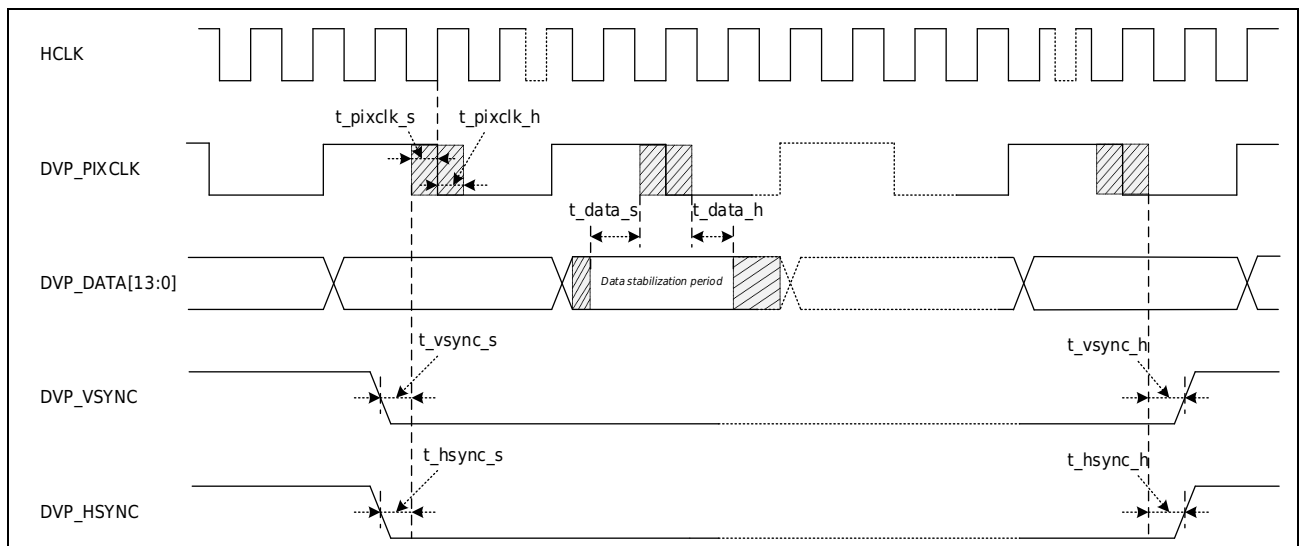 HCLK
t_pixclk_s t_pixclk_h
DVP_PIXCLK
t_data_s t_data_h
DVP_DATA[13:0] Data stabilization period
t_vsync_s t_vsync_h
DVP_VSYNC
t_hsync_s t_hsync_h
DVP_HSYNC